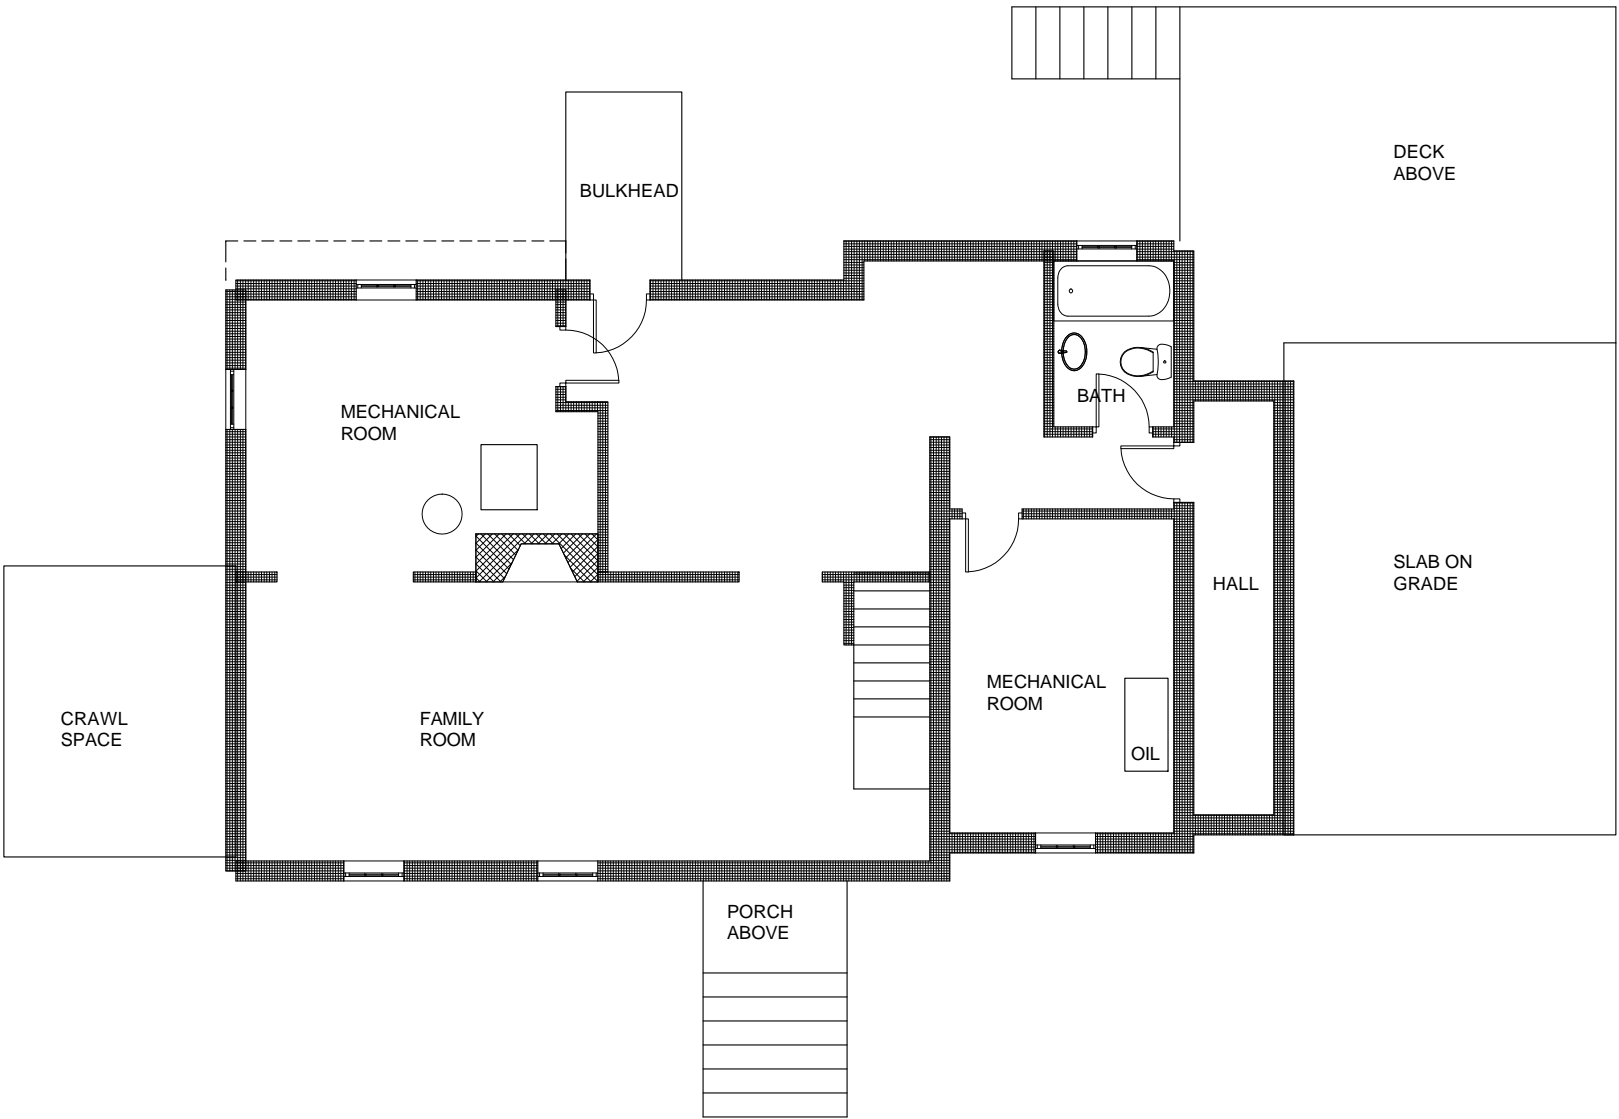 DECK
ABOVE
BULKHEAD
BATH
MECHANICAL
ROOM
SLAB ON
GRADE
HALL
MECHANICAL
ROOM
CRAWL
SPACE
FAMILY
ROOM
OIL
PORCH
ABOVE